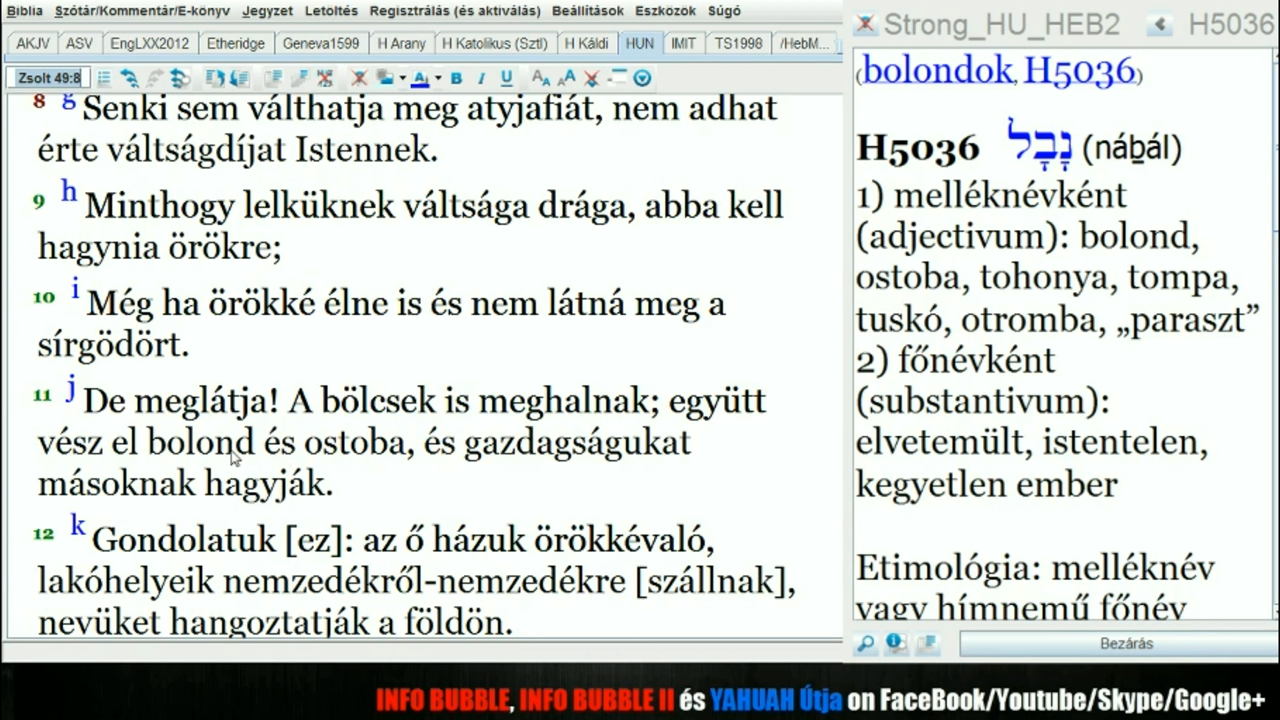 Biblia Szótár/Kommentár/E-könyv Jegyzet Letöltés Regisztrálás (és aktiválás) Beállítások Eszközök Súgó
AKJV ASV EngLXX2012 Etheridge Geneva1599 H Arany H Katolikus (Sztl) H Káldi HUN IMIT TS1998 /HebM...
Zsolt 49:8
8 g Senki sem válthatja meg atyjafiát, nem adhat
érte váltságdíjat Istennek.
9 h Minthogy lelküknek váltsága drága, abba kell
hagynia örökre;
10 i Még ha örökké élne is és nem látná meg a
sírgödört.
11 j De meglátja! A bölcsek is meghalnak; együtt
vész el bolond és ostoba, és gazdagságukat
másoknak hagyják.
12 k Gondolatuk [ez]: az ő házuk örökkévaló,
lakóhelyeik nemzedékről-nemzedékre [szállnak],
nevüket hangoztatják a földön.
Strong_HU_HEB2 H5036
(bolondok, H5036)
H5036 נָבָל (náḇál)
1) melléknévként
(adjectivum): bolond,
ostoba, tohonya, tompa,
tuskó, otromba, „paraszt”
2) főnévként
(substantivum):
elvetemült, istentelen,
kegyetlen ember
Etimológia: melléknév
vagy hímnemű főnév
Bezárás
INFO BUBBLE, INFO BUBBLE II és YAHUAH Útja on FaceBook/Youtube/Skype/Google+